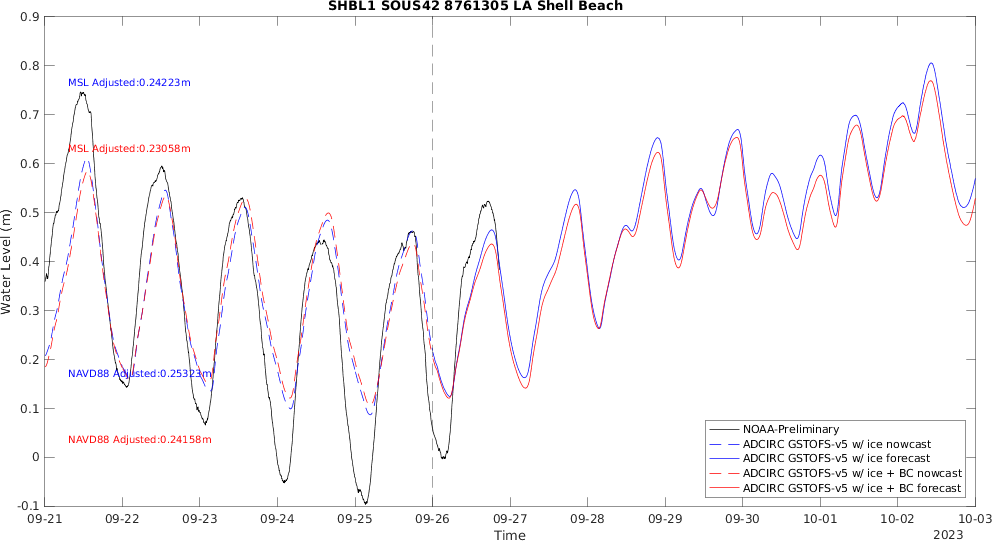 SHBL1 SOUS42 8761305 LA Shell Beach
0.9
0.8
0.7
0.6
0.5
0.4
0.3
0.2
0.1
0
-0.1
Water Level (m)
MSL Adjusted:0.24223m
MSL Adjusted:0.23058m
NAVD88 Adjusted:0.25323m
NAVD88 Adjusted:0.24158m
NOAA-Preliminary
ADCIRC GSTOFS-v5 w/ ice nowcast
ADCIRC GSTOFS-v5 w/ ice forecast
ADCIRC GSTOFS-v5 w/ ice + BC nowcast
ADCIRC GSTOFS-v5 w/ ice + BC forecast
09-21 09-22 09-23 09-24 09-25 09-26 09-27 09-28 09-29 09-30 10-01 10-02 10-03
Time
2023